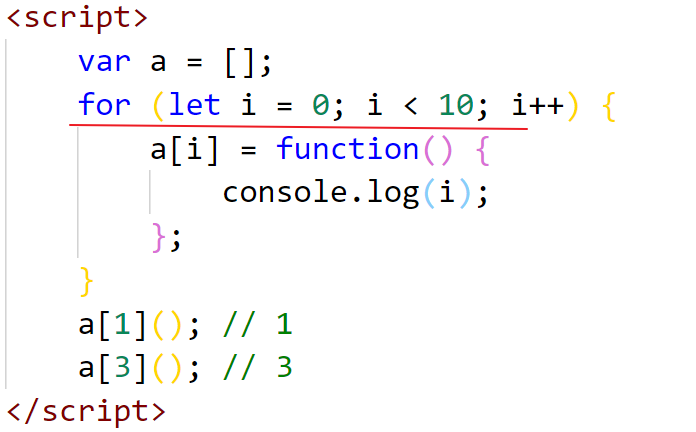 <script>
    var a = [];
    for (let i = 0; i < 10; i++) {
        a[i] = function() {
            console.log(i);
        };
    }
    a[1](); // 1
    a[3](); // 3
</script>